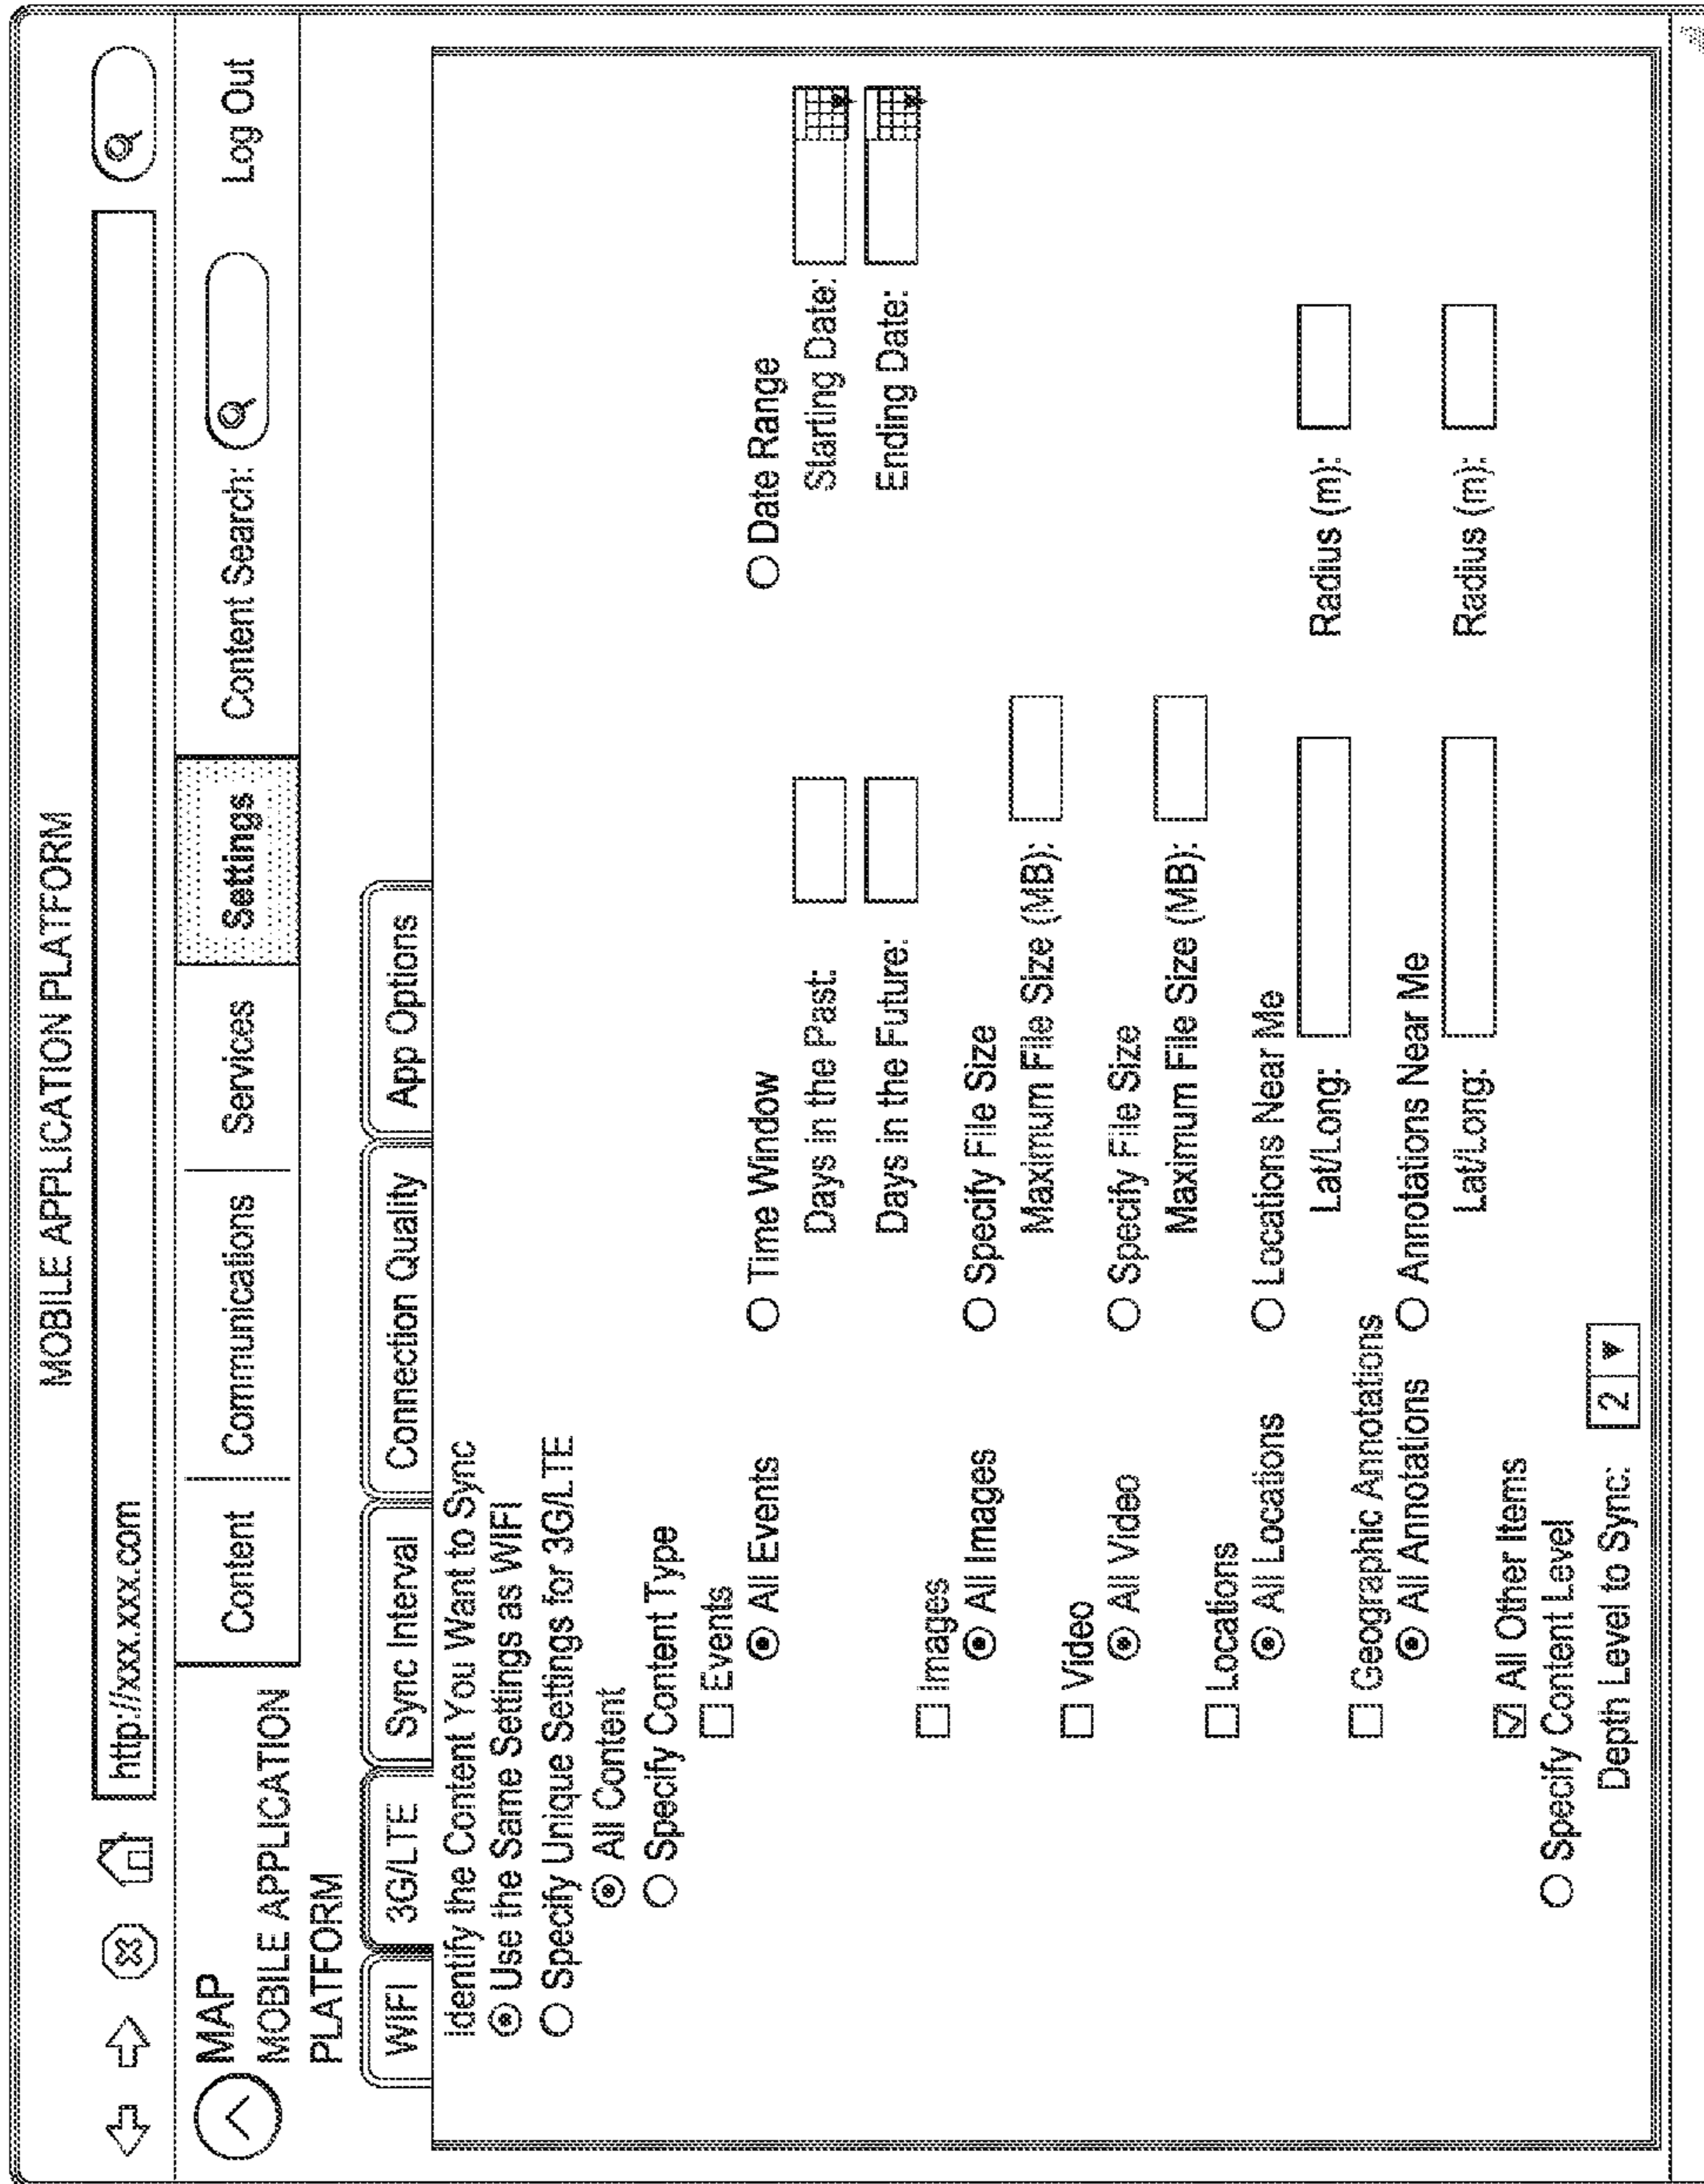 MOBILE APPLICATION PLATFORM
http://xxx.xxx.com
MAP
MOBILE APPLICATION
PLATFORM
Content Communications Services Settings Content Search: Log Out
WIFI 3G/LTE Sync Interval Connection Quality App Options
Identify the Content You Want to Sync
Use the Same Settings as WIFI
Specify Unique Settings for 3G/LTE
All Content
Specify Content Type
Events
All Events Time Window Date Range
Days in the Past: Starting Date:
Days in the Future: Ending Date:
Images
All Images Specify File Size
Maximum File Size (MB):
Video
All Video Specify File Size
Maximum File Size (MB):
Locations
All Locations Locations Near Me
Lat/Long: Radius (m):
Geographic Annotations
All Annotations Annotations Near Me
Lat/Long: Radius (m):
All Other Items
Specify Content Level
Depth Level to Sync: 2